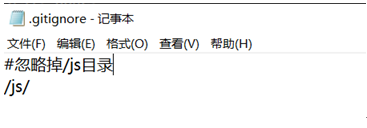 .gitignore - 记事本
文件(F) 编辑(E) 格式(O) 查看(V) 帮助(H)
#忽略掉/js目录
/js/